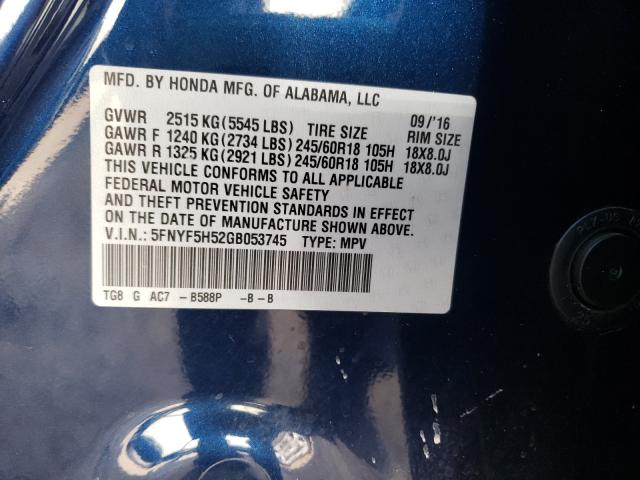 MFD. BY HONDA MFG. OF ALABAMA, LLC
GVWR 2515 KG (5545 LBS) TIRE SIZE 09/'16 RIM SIZE
GAWR F 1240 KG (2734 LBS) 245/60R18 105H 18X8.0J
GAWR R 1325 KG (2921 LBS) 245/60R18 105H 18X8.0J
THIS VEHICLE CONFORMS TO ALL APPLICABLE
FEDERAL MOTOR VEHICLE SAFETY
AND THEFT PREVENTION STANDARDS IN EFFECT
ON THE DATE OF MANUFACTURE SHOWN ABOVE.
V.I.N.: 5FNYF5H52GB053745 TYPE: MPV
TG8 G AC7 - B588P -B - B